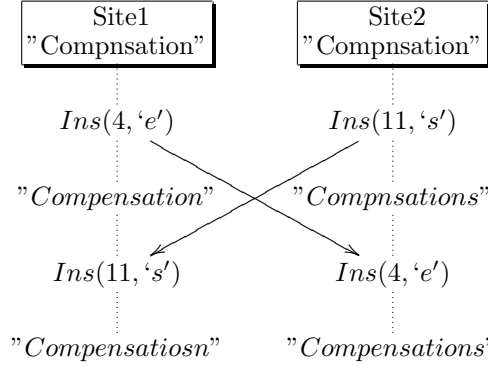 Site1
"Compnsation"
Site2
"Compnsation"
Ins(4, ‘e’)
Ins(11, ‘s’)
"Compensation"
"Compnsations"
Ins(11, ‘s’)
Ins(4, ‘e’)
"Compensatiosn"
"Compensations"